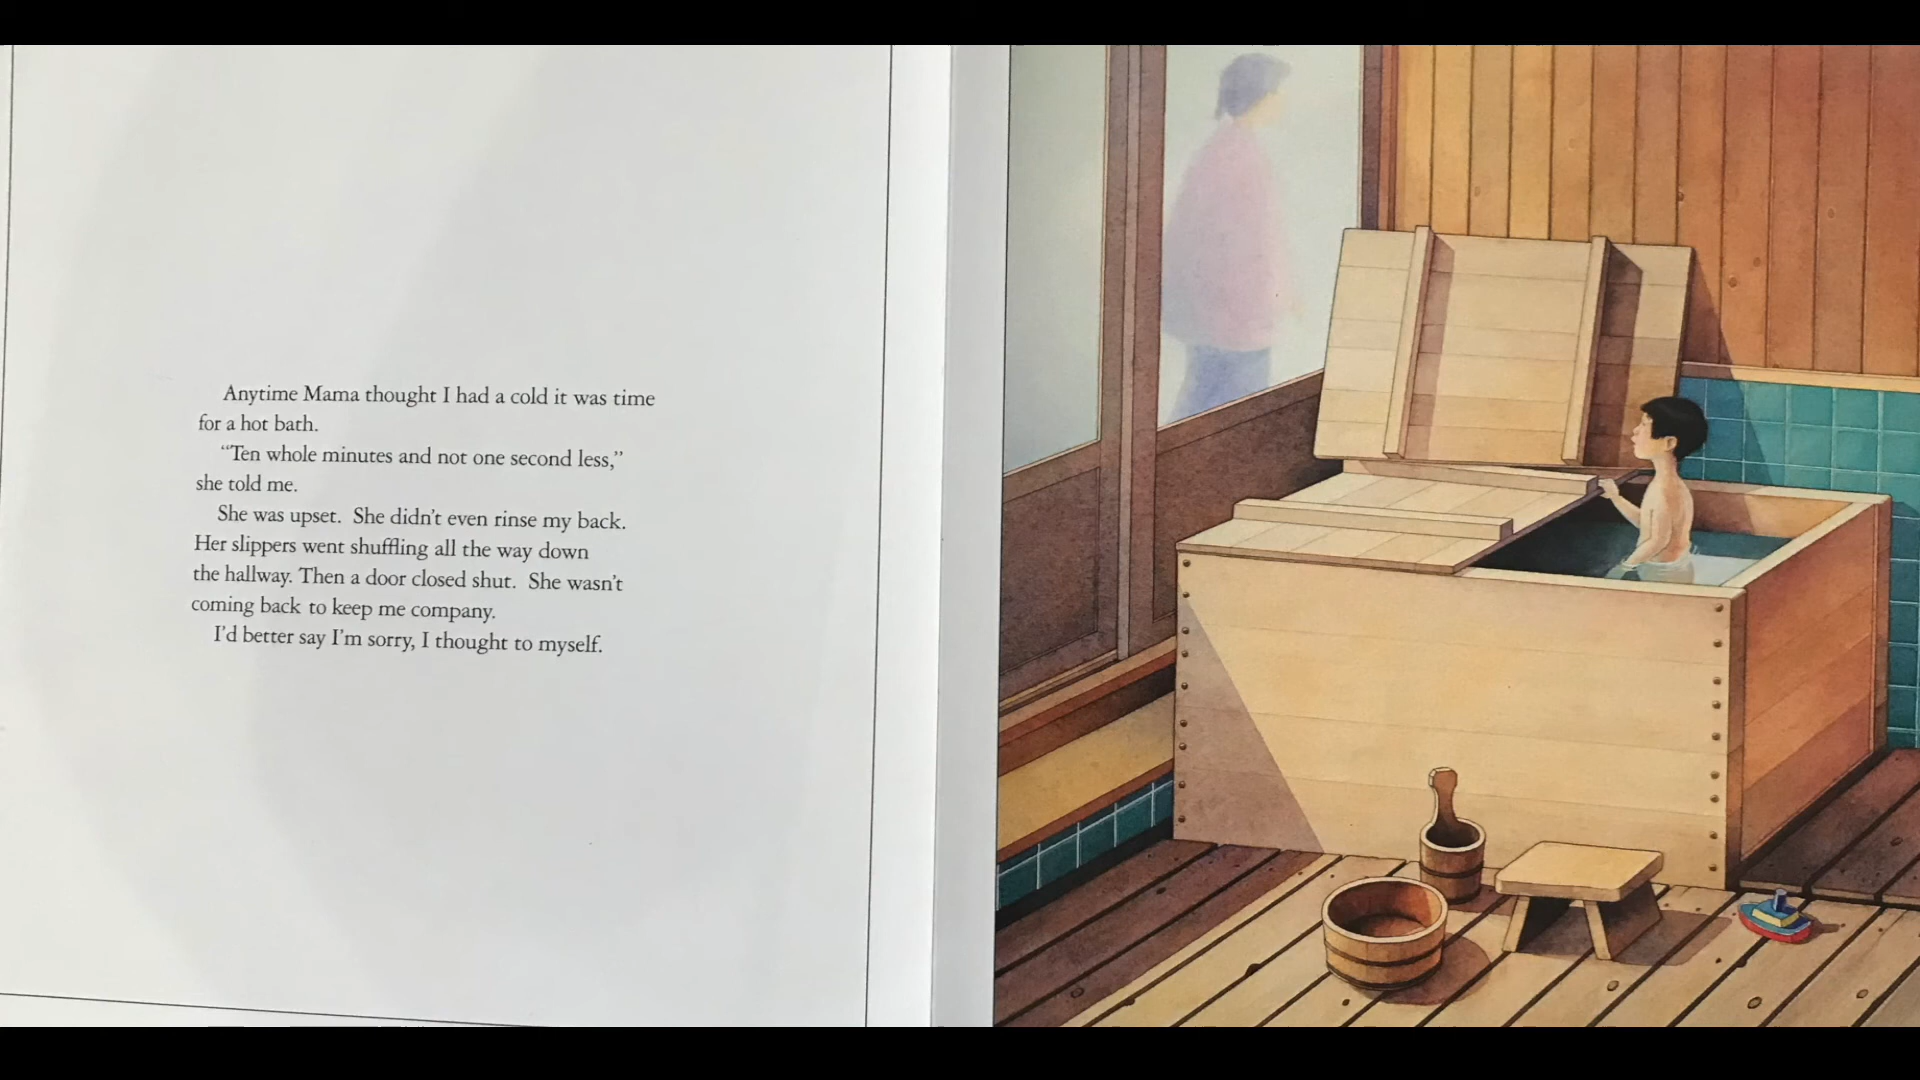 Anytime Mama thought I had a cold it was time
for a hot bath.
“Ten whole minutes and not one second less,”
she told me.
She was upset. She didn’t even rinse my back.
Her slippers went shuffling all the way down
the hallway. Then a door closed shut. She wasn’t
coming back to keep me company.
I’d better say I’m sorry, I thought to myself.